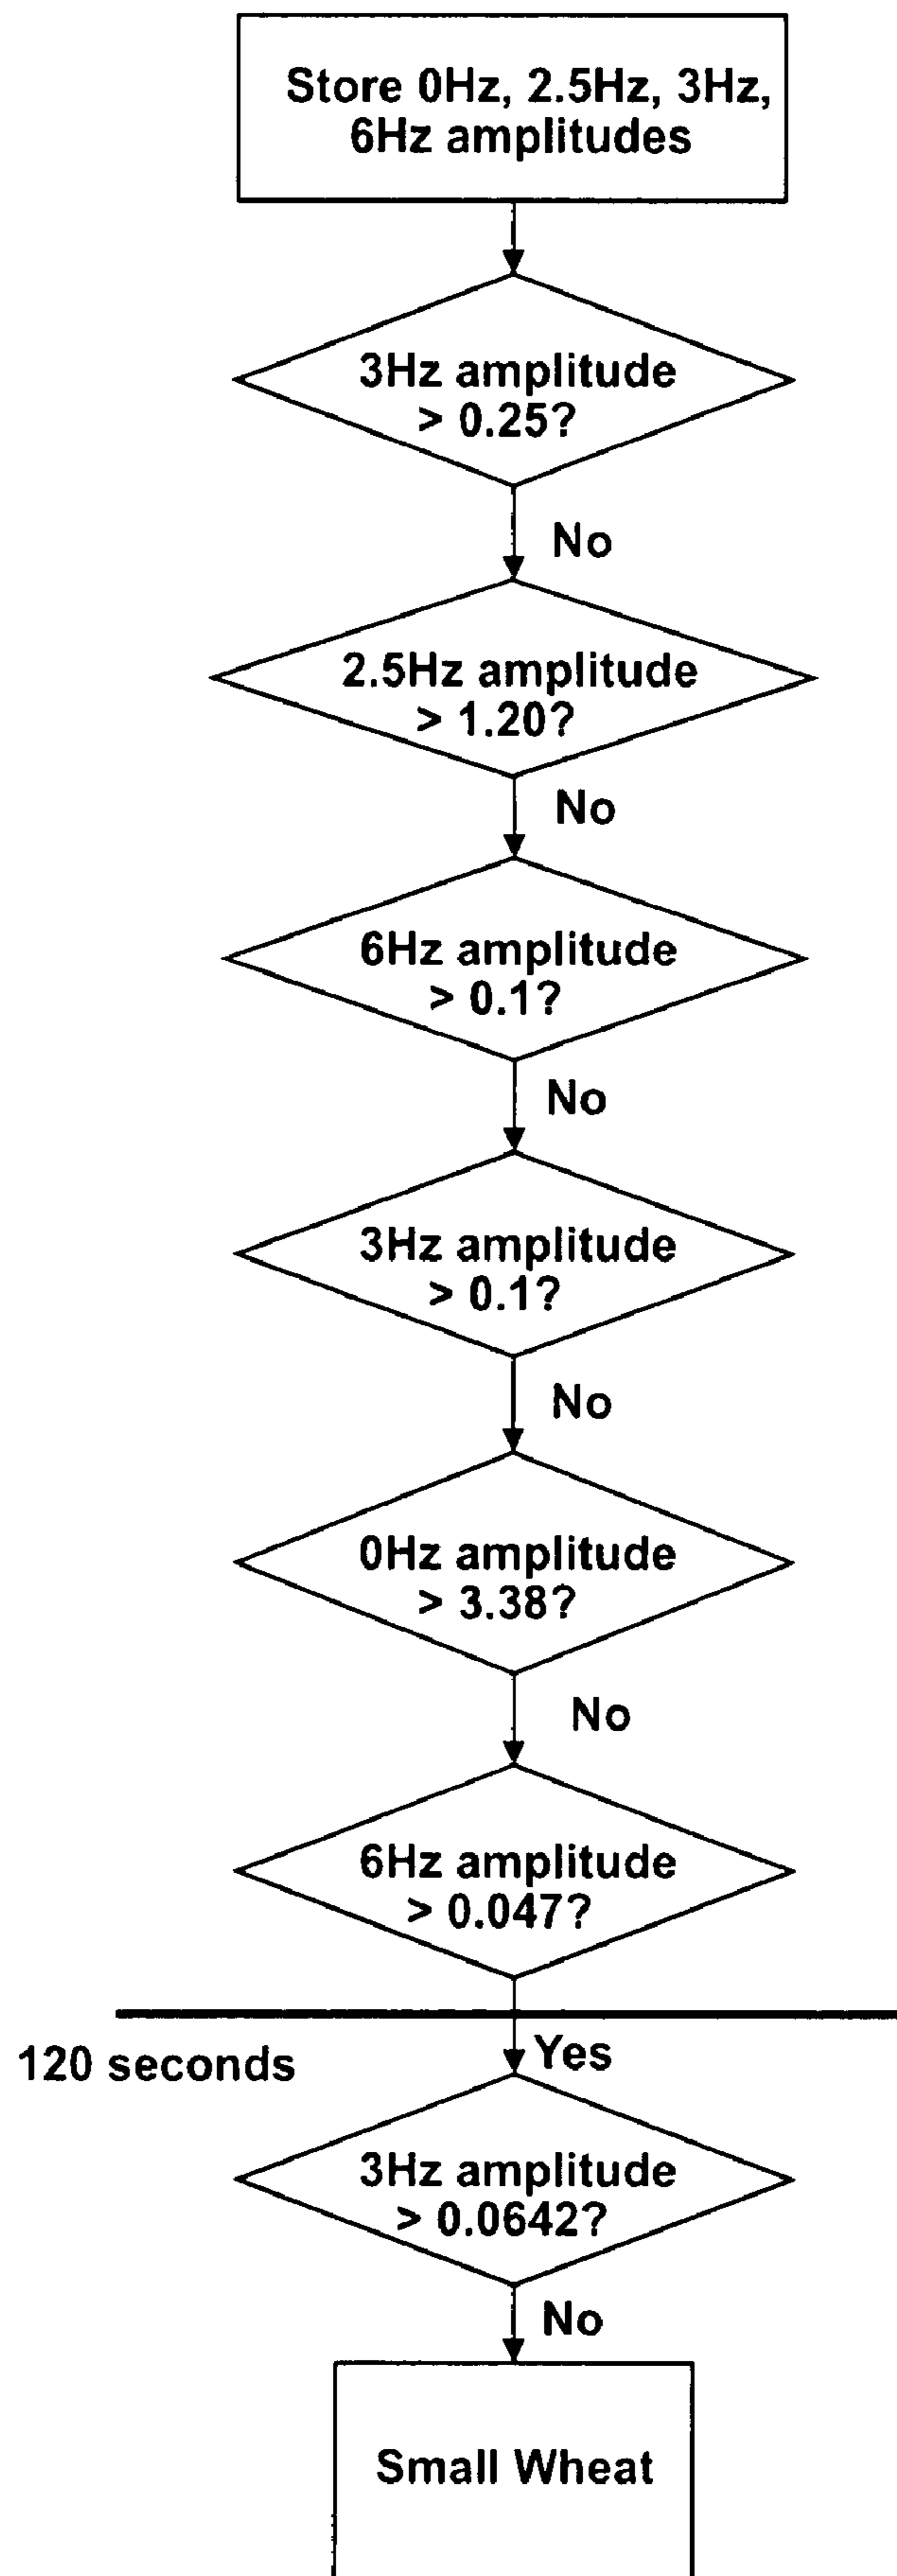 Store 0Hz, 2.5Hz, 3Hz,
6Hz amplitudes
3Hz amplitude
> 0.25?
No
2.5Hz amplitude
> 1.20?
No
6Hz amplitude
> 0.1?
No
3Hz amplitude
> 0.1?
No
0Hz amplitude
> 3.38?
No
6Hz amplitude
> 0.047?
120 seconds
Yes
3Hz amplitude
> 0.0642?
No
Small Wheat